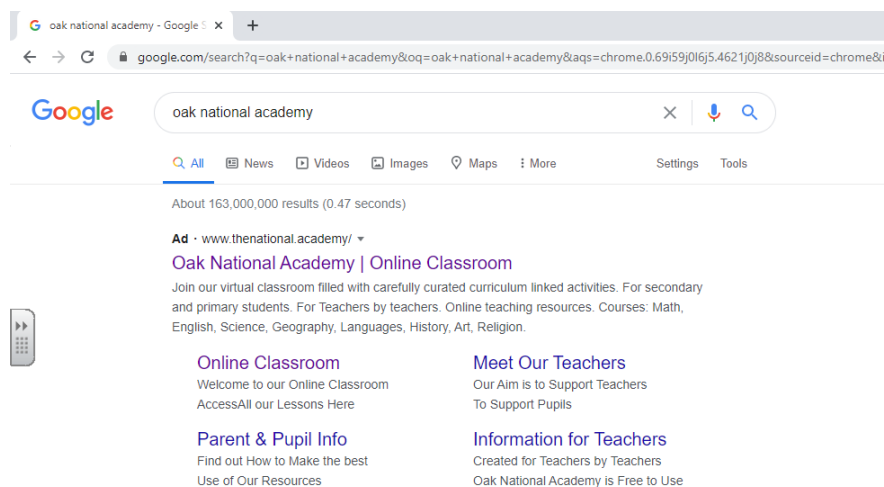 oak national academy - Google S
google.com/search?q=oak+national+academy&oq=oak+national+academy&aqs=chrome.0.69i59j0l6j5.4621j0j8&sourceid=chrome&i
Google
oak national academy
All News Videos Images Maps More Settings Tools
About 163,000,000 results (0.47 seconds)
Ad · www.thenational.academy/
Oak National Academy | Online Classroom
Join our virtual classroom filled with carefully curated curriculum linked activities. For secondary
and primary students. For Teachers by teachers. Online teaching resources. Courses: Math,
English, Science, Geography, Languages, History, Art, Religion.
Online Classroom
Welcome to our Online Classroom
AccessAll our Lessons Here
Meet Our Teachers
Our Aim is to Support Teachers
To Support Pupils
Parent & Pupil Info
Find out How to Make the best
Use of Our Resources
Information for Teachers
Created for Teachers by Teachers
Oak National Academy is Free to Use